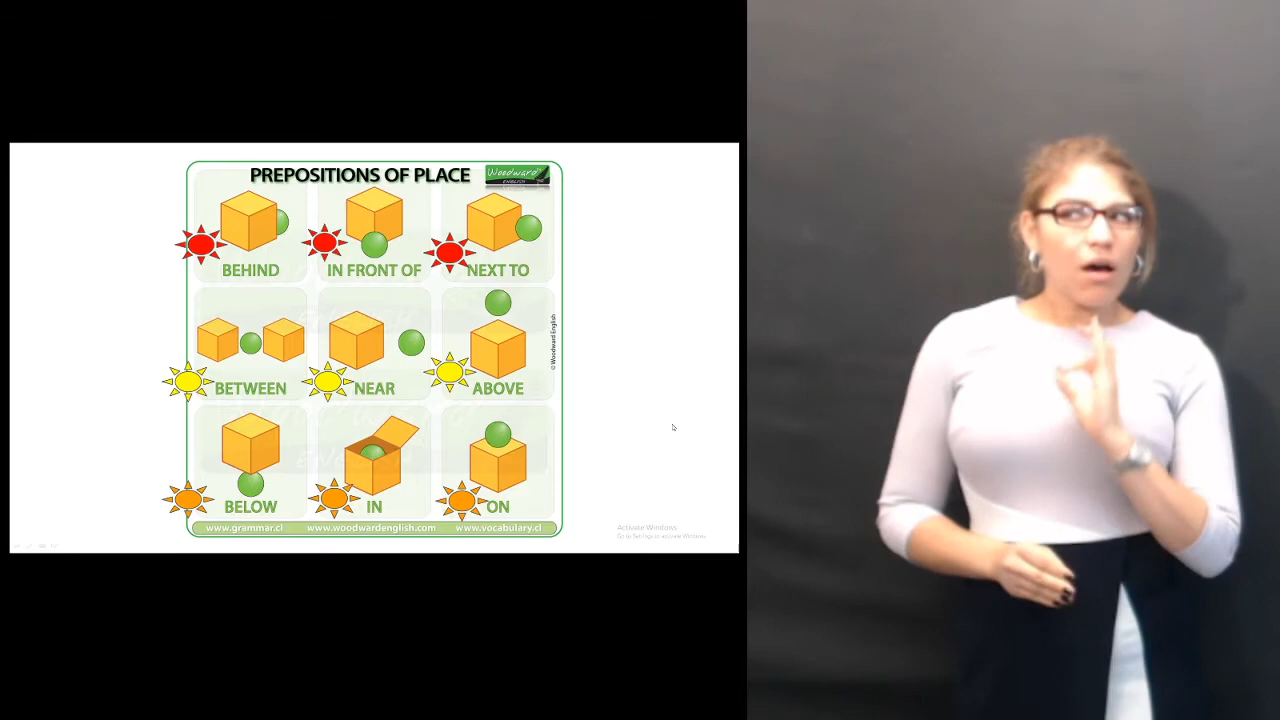 PREPOSITIONS OF PLACE
Woodward
ENGLISH
BEHIND
IN FRONT OF
NEXT TO
BETWEEN
NEAR
ABOVE
© Woodward English
BELOW
IN
ON
www.grammar.cl
www.woodwardenglish.com
www.vocabulary.cl
Activate Windows
Go to Settings to activate Windows.